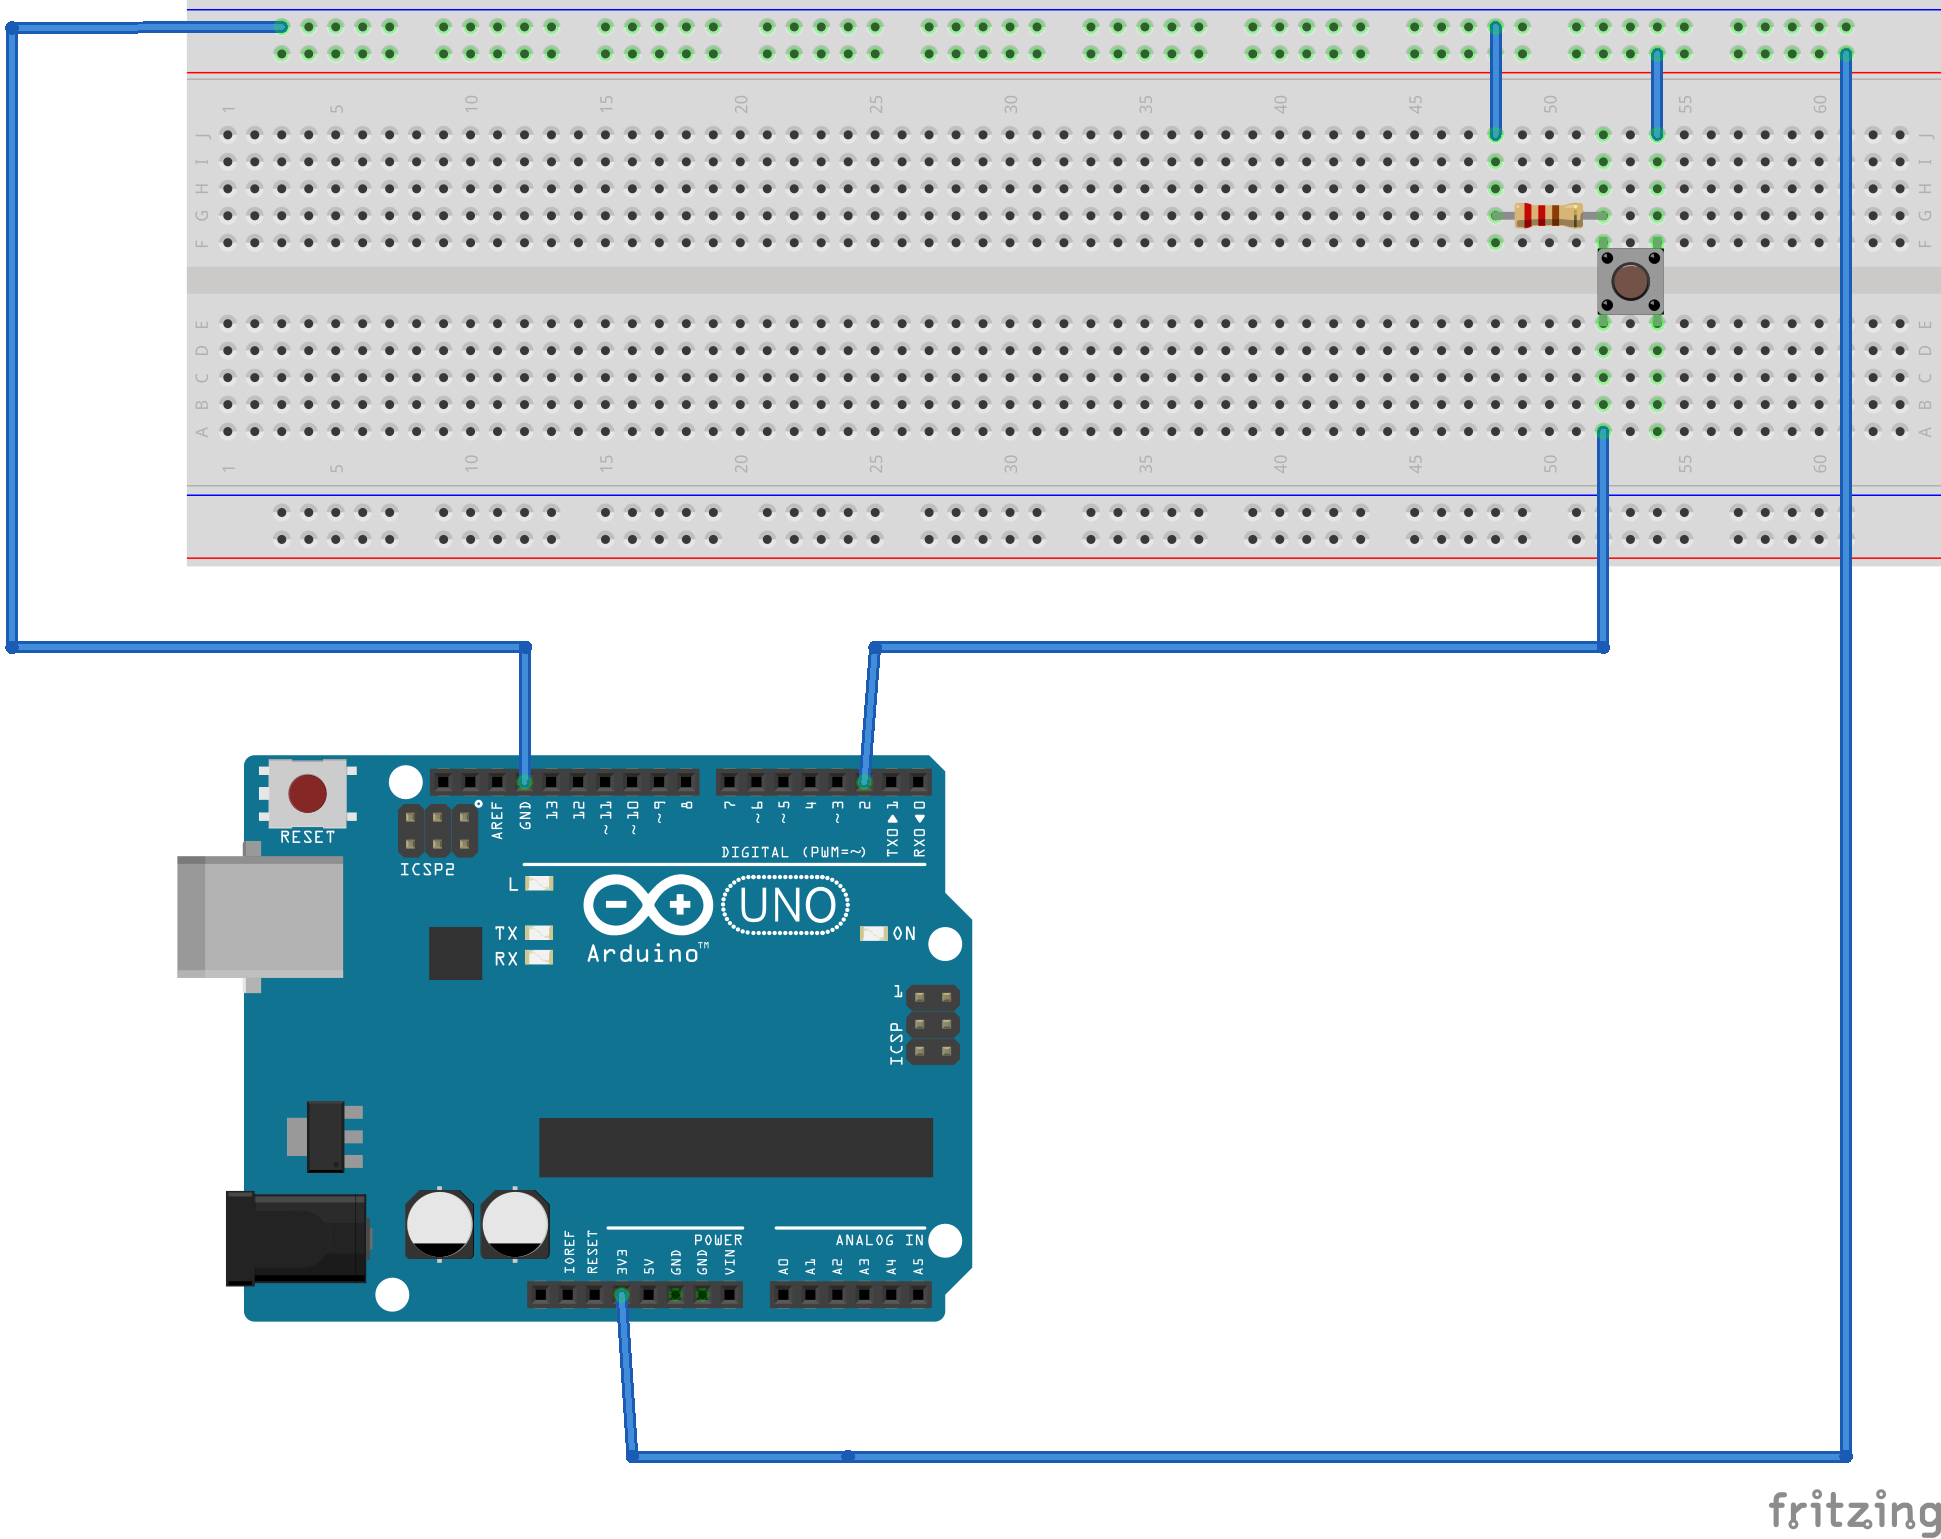 1 5 10 15 20 25 30 35 40 45 50 55 60
J J
I I
H H
G G
F F
E E
D D
C C
B B
A A
1 5 10 15 20 25 30 35 40 45 50 55 60
RESET
ICSP2
AREF GND 13 12 ~11 ~10 ~9 8 7 ~6 ~5 4 ~3 2 TX0▶1 RX0◀0
DIGITAL (PWM=~)
L
TX
RX
UNO
Arduino™
ON
1
ICSP
POWER
ANALOG IN
IOREF RESET 3V3 5V GND GND VIN A0 A1 A2 A3 A4 A5
fritzing